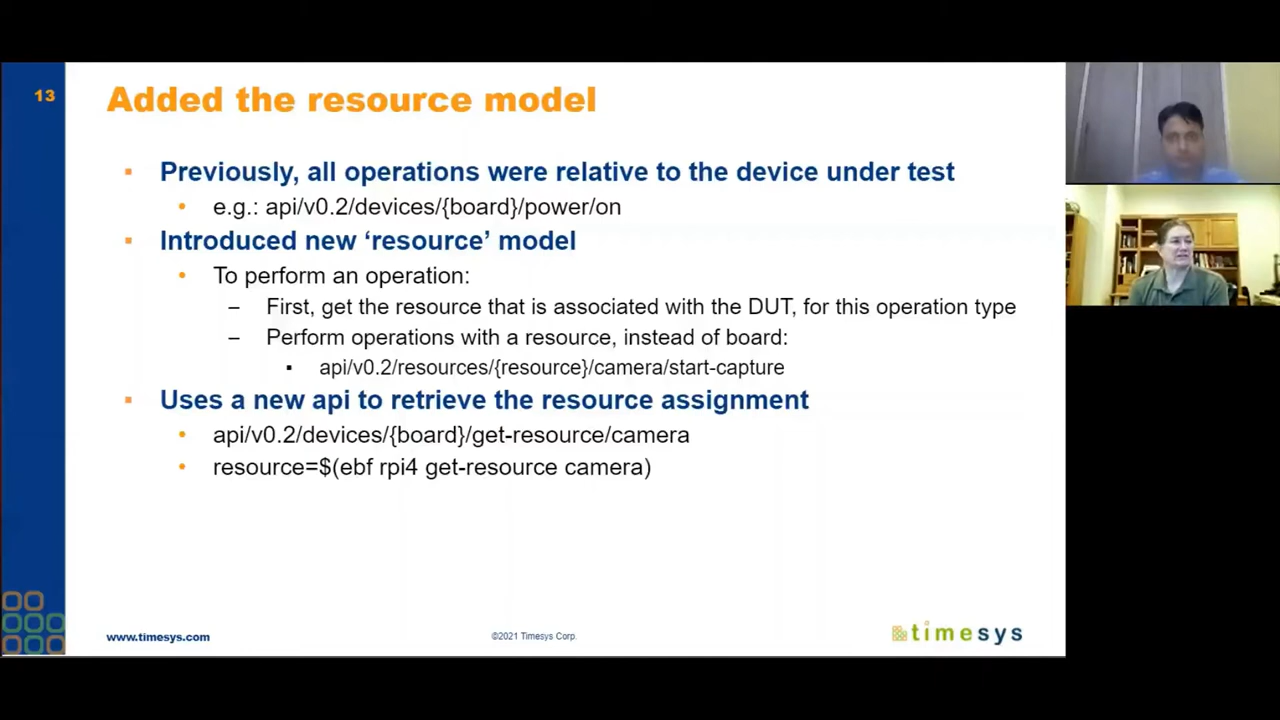 13
Added the resource model
▪ Previously, all operations were relative to the device under test
• e.g.: api/v0.2/devices/{board}/power/on
▪ Introduced new ‘resource’ model
• To perform an operation:
– First, get the resource that is associated with the DUT, for this operation type
– Perform operations with a resource, instead of board:
▪ api/v0.2/resources/{resource}/camera/start-capture
▪ Uses a new api to retrieve the resource assignment
• api/v0.2/devices/{board}/get-resource/camera
• resource=$(ebf rpi4 get-resource camera)
www.timesys.com
©2021 Timesys Corp.
timesys